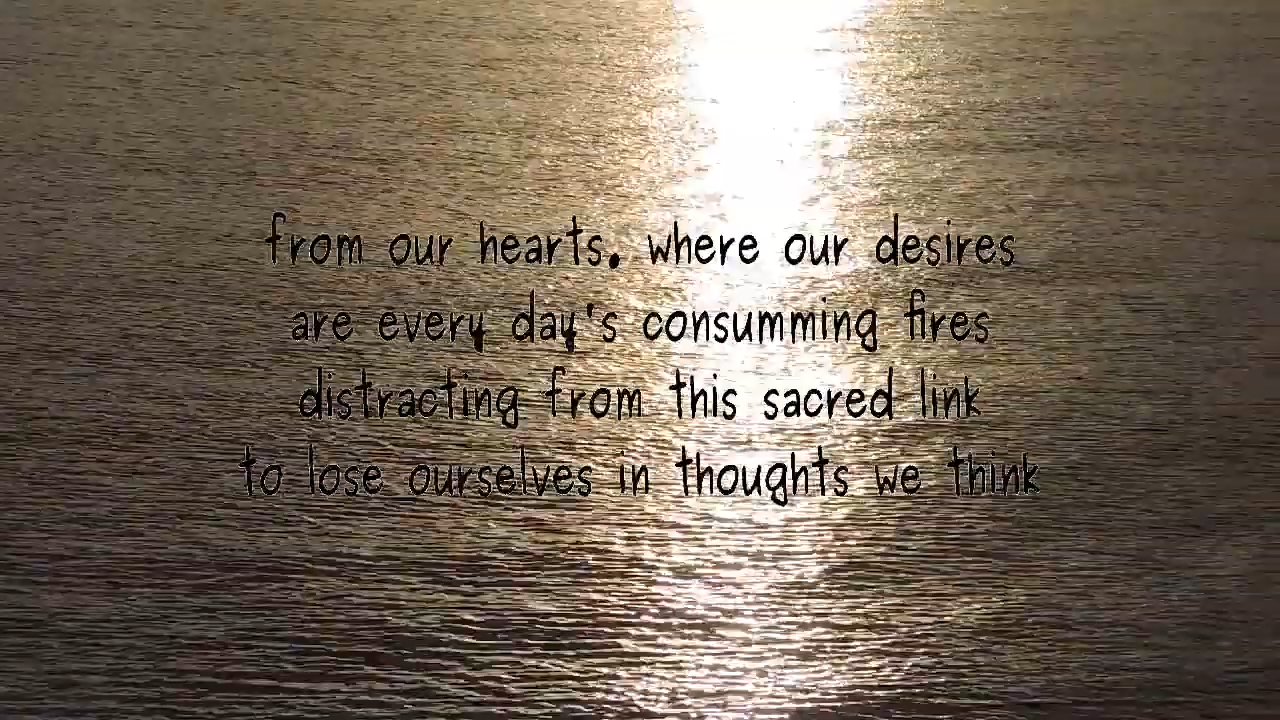 from our hearts. where our desires
are every day's consumming fires
distracting from this sacred link
to lose ourselves in thoughts we think